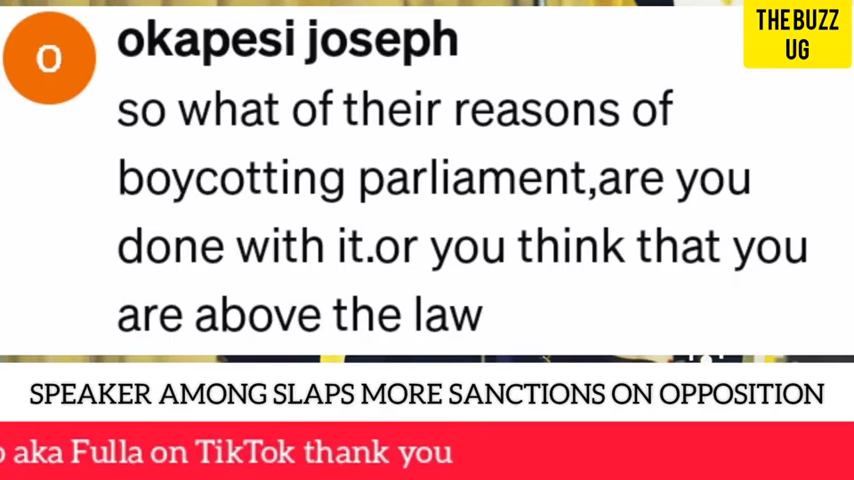 THE BUZZ
UG
O
okapesi joseph
so what of their reasons of
boycotting parliament,are you
done with it.or you think that you
are above the law
SPEAKER AMONG SLAPS MORE SANCTIONS ON OPPOSITION
aka Fulla on TikTok thank you